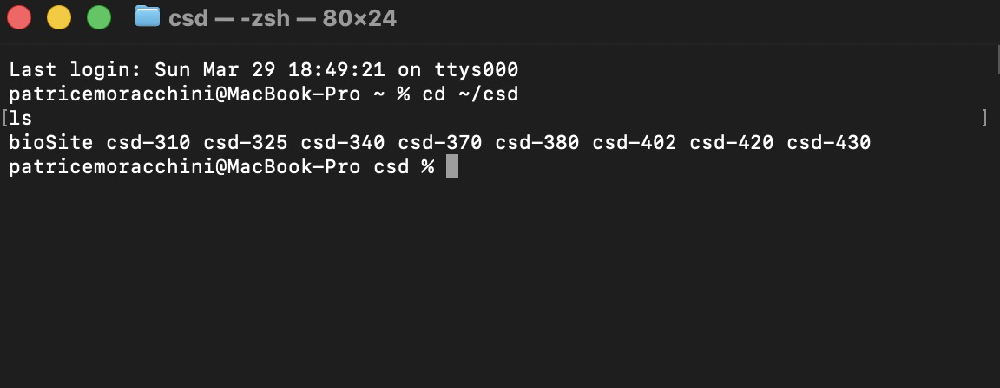 csd — -zsh — 80×24
Last login: Sun Mar 29 18:49:21 on ttys000
patricemoracchini@MacBook-Pro ~ % cd ~/csd
[ls ]
bioSite csd-310 csd-325 csd-340 csd-370 csd-380 csd-402 csd-420 csd-430
patricemoracchini@MacBook-Pro csd %